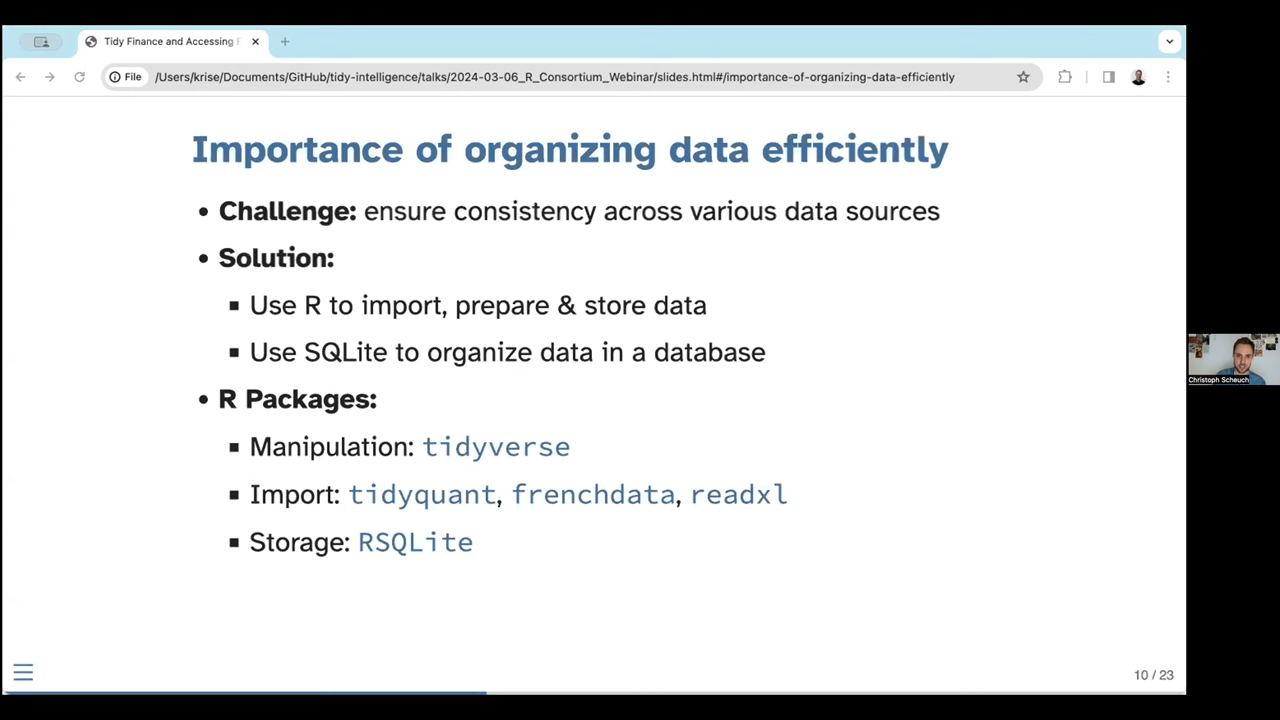 Tidy Finance and Accessing F
File /Users/krise/Documents/GitHub/tidy-intelligence/talks/2024-03-06_R_Consortium_Webinar/slides.html#/importance-of-organizing-data-efficiently
Importance of organizing data efficiently
• Challenge: ensure consistency across various data sources
• Solution:
▪ Use R to import, prepare & store data
▪ Use SQLite to organize data in a database
• R Packages:
▪ Manipulation: tidyverse
▪ Import: tidyquant, frenchdata, readxl
▪ Storage: RSQLite
Christoph Scheuch
10 / 23